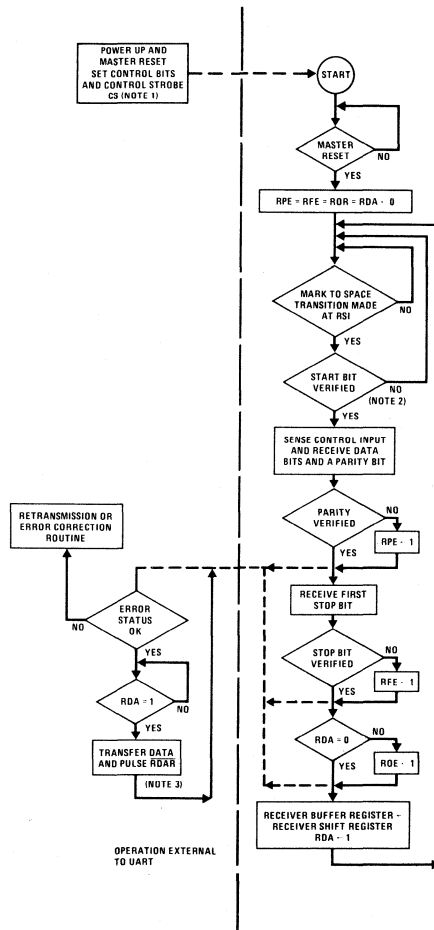 POWER UP AND
MASTER RESET
SET CONTROL BITS
AND CONTROL STROBE
CS (NOTE 1)
START
MASTER
RESET
NO
YES
RPE = RFE = ROR = RDA - 0
MARK TO SPACE
TRANSITION MADE
AT RSI
NO
YES
START BIT
VERIFIED
NO
(NOTE 2)
YES
SENSE CONTROL INPUT
AND RECEIVE DATA
BITS AND A PARITY BIT
PARITY
VERIFIED
NO
RPE - 1
YES
RECEIVE FIRST
STOP BIT
STOP BIT
VERIFIED
NO
RFE - 1
YES
RDA = 0
NO
ROE - 1
YES
RECEIVER BUFFER REGISTER -
RECEIVER SHIFT REGISTER
RDA - 1
RETRANSMISSION OR
ERROR CORRECTION
ROUTINE
ERROR
STATUS
OK
NO
YES
RDA = 1
NO
YES
TRANSFER DATA
AND PULSE RDAR
(NOTE 3)
OPERATION EXTERNAL
TO UART